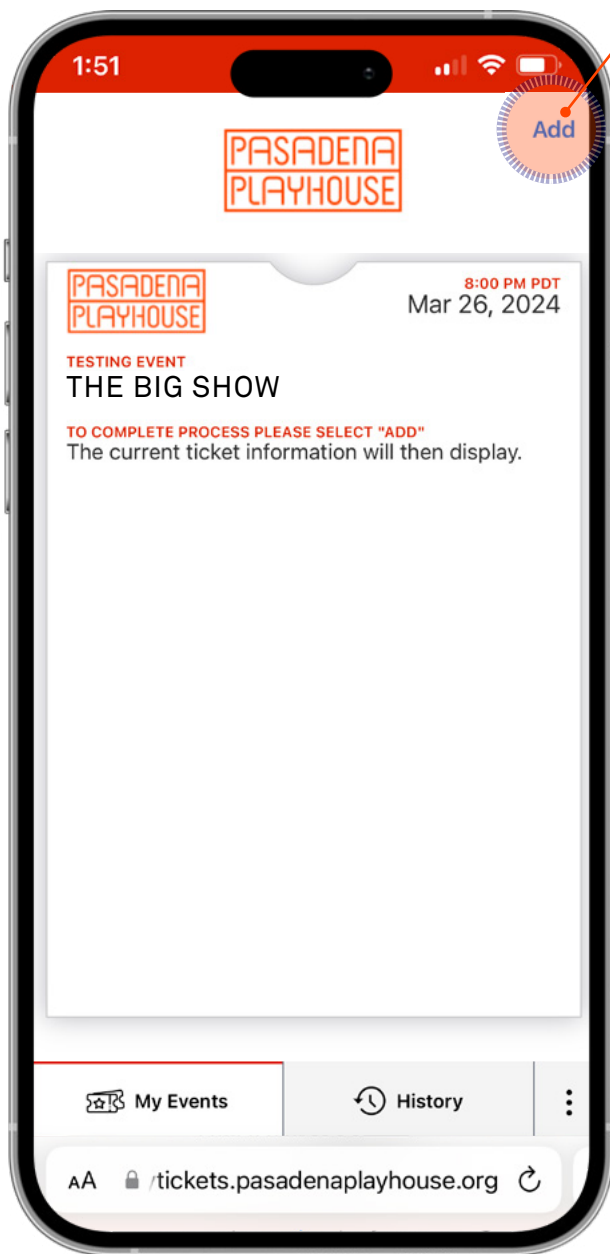 1:51
Add
PASADENA
PLAYHOUSE
PASADENA
PLAYHOUSE
8:00 PM PDT
Mar 26, 2024
TESTING EVENT
THE BIG SHOW
TO COMPLETE PROCESS PLEASE SELECT "ADD"
The current ticket information will then display.
My Events
History
AA
/tickets.pasadenaplayhouse.org